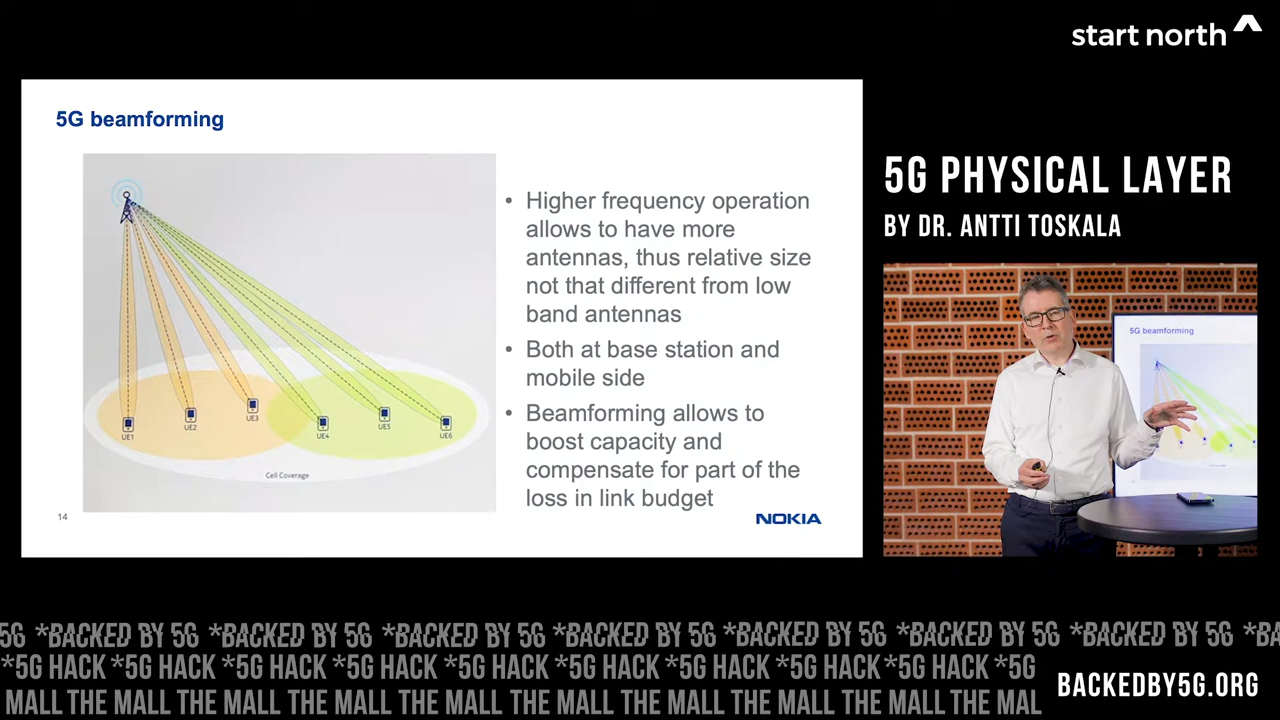 start north
5G beamforming
UE1
UE2
UE3
UE4
UE5
UE6
Cell Coverage
• Higher frequency operation
allows to have more
antennas, thus relative size
not that different from low
band antennas
• Both at base station and
mobile side
• Beamforming allows to
boost capacity and
compensate for part of the
loss in link budget
14
NOKIA
5G PHYSICAL LAYER
BY DR. ANTTI TOSKALA
5G beamforming
5G *BACKED BY 5G *BACKED BY 5G *BACKED BY 5G *BACKED BY 5G *BACKED BY 5G *BACKED BY 5G *BACKED BY 5G *BA
*5G HACK *5G HACK *5G HACK *5G HACK *5G HACK *5G HACK *5G HACK *5G HACK *5G HACK *5G
MALL THE MALL THE MALL THE MALL THE MALL THE MALL THE MALL THE MALL THE MALL THE MAL
BACKEDBY5G.ORG